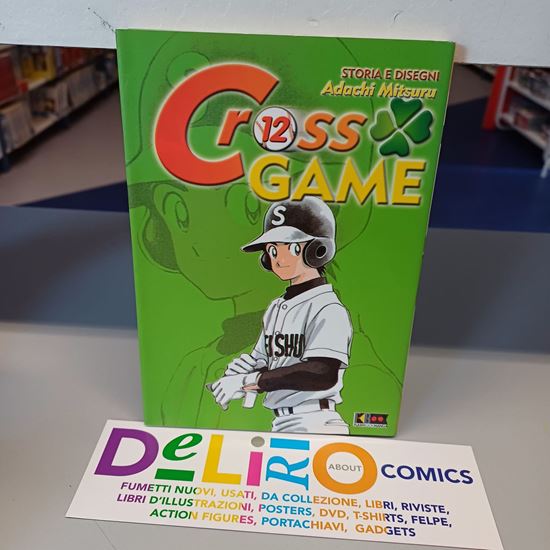 STORIA E DISEGNI
Adachi Mitsuru
Cross
12
GAME
S
DeLiRiO
ABOUT
COMICS
FUMETTI NUOVI, USATI, DA COLLEZIONE, LIBRI, RIVISTE,
LIBRI D'ILLUSTRAZIONI, POSTERS, DVD, T-SHIRTS, FELPE,
ACTION FIGURES, PORTACHIAVI, GADGETS